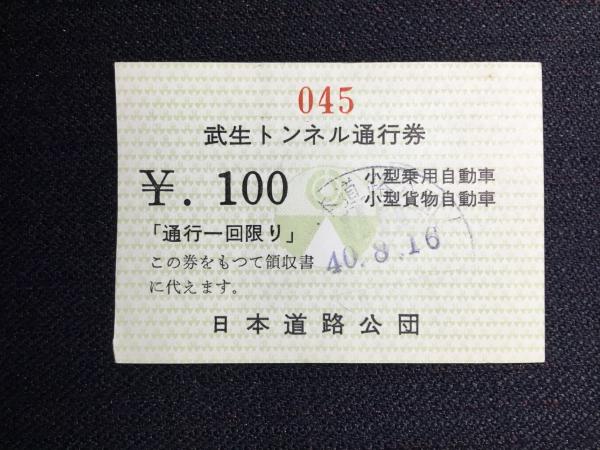 045
武生トンネル通行券
¥. 100
小型乗用自動車
小型貨物自動車
「通行一回限り」
この券をもつて領収書
に代えます。
40.8.16
日本道路公団